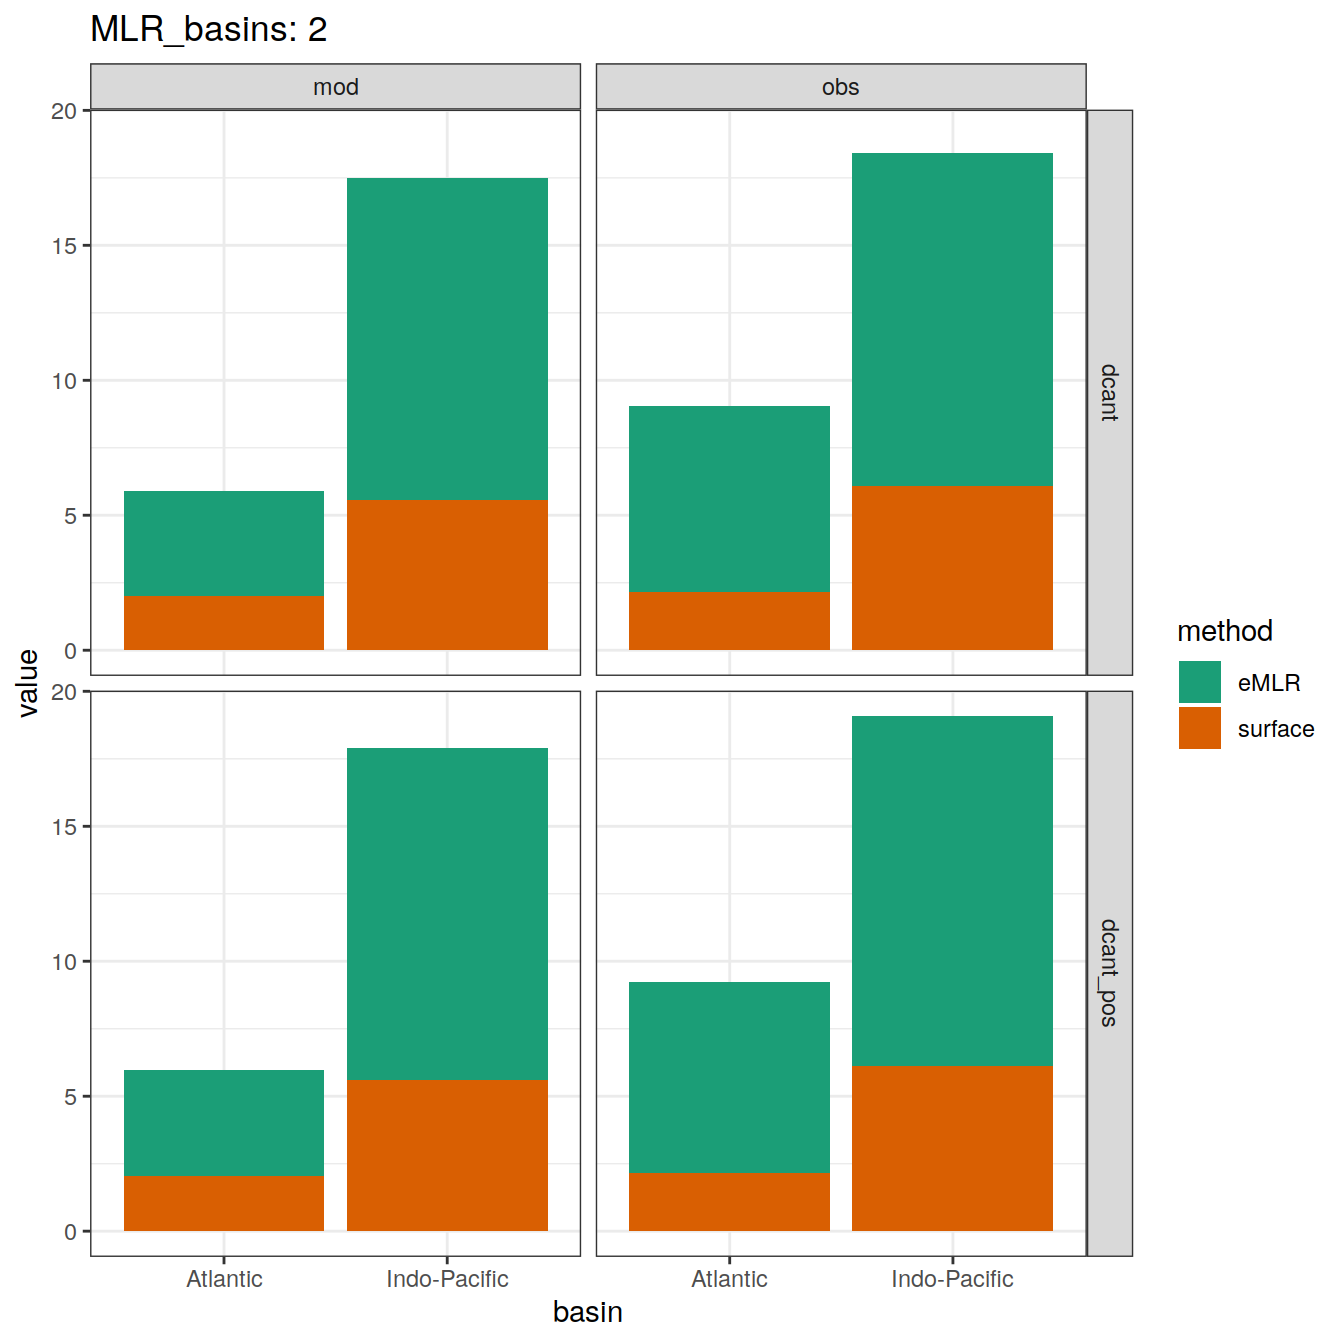 MLR_basins: 2
mod
obs
20
15
10
5
0
dcant
20
15
10
5
0
dcant_pos
value
Atlantic
Indo-Pacific
Atlantic
Indo-Pacific
basin
method
eMLR
surface